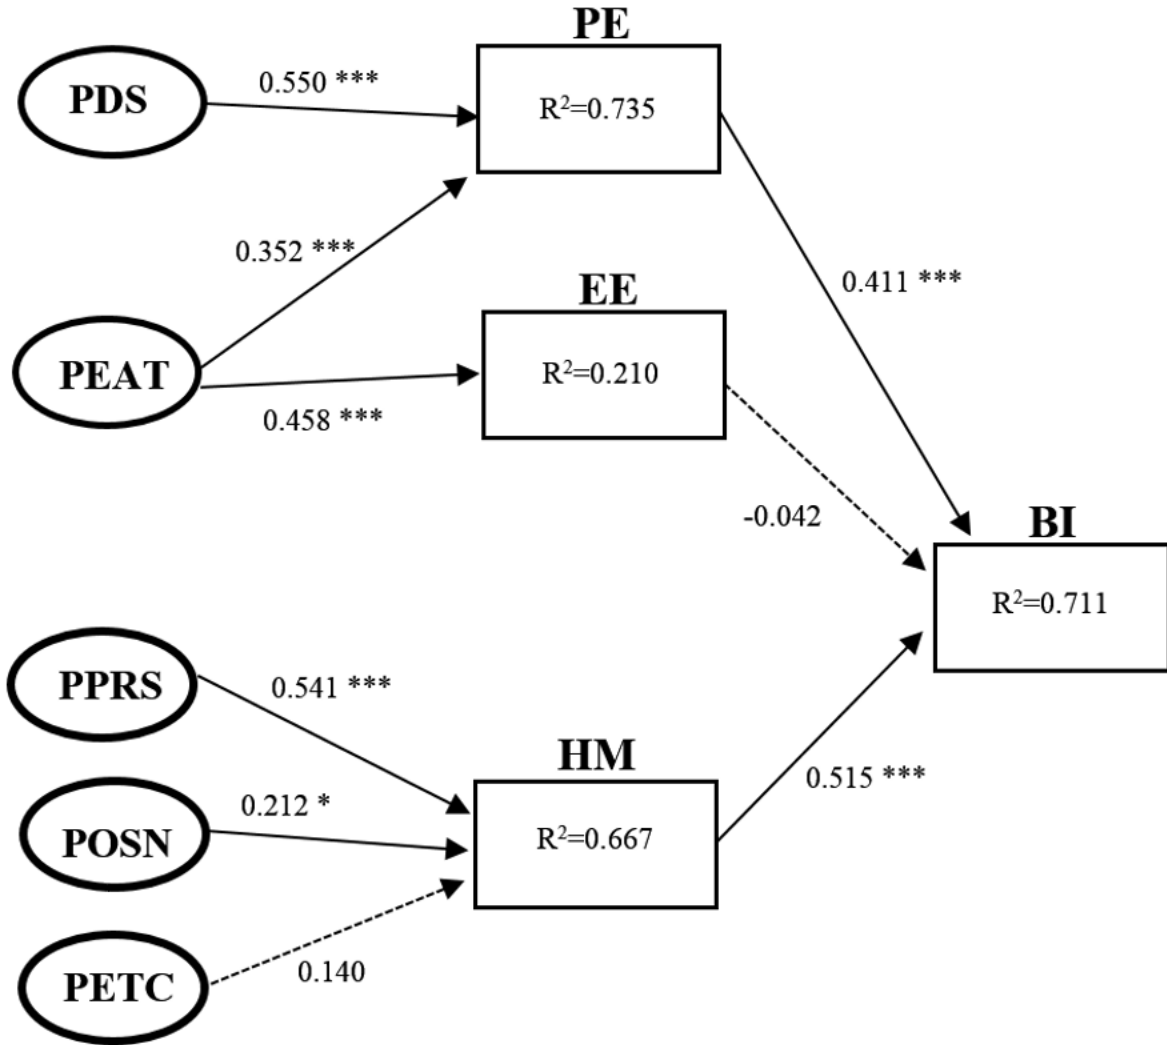 PE
PDS
0.550 ***
R²=0.735
0.352 ***
0.411 ***
EE
PEAT
R²=0.210
0.458 ***
-0.042
BI
R²=0.711
PPRS
0.541 ***
HM
0.212 *
0.515 ***
POSN
R²=0.667
0.140
PETC